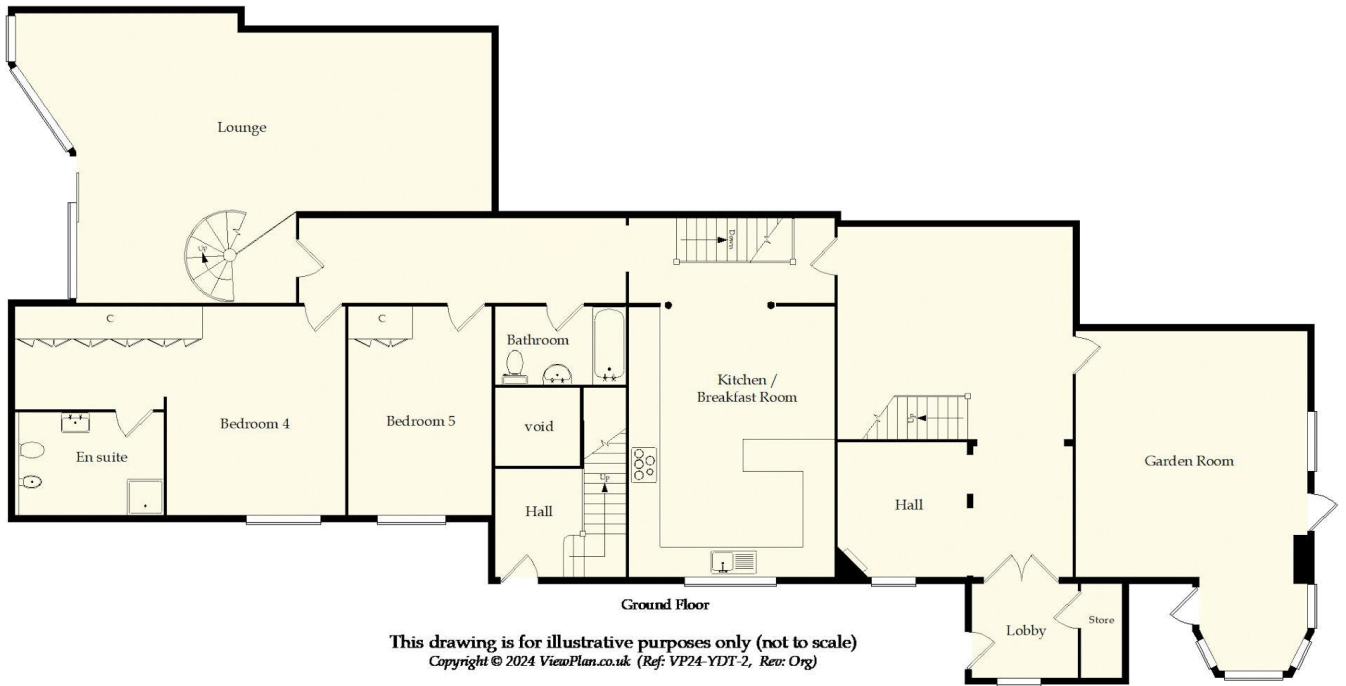 Lounge
Up
Down
C
C
Bathroom
Kitchen /
Breakfast Room
Bedroom 4
Bedroom 5
void
Up
En suite
Up
Garden Room
Hall
Hall
Lobby
Store
Ground Floor
This drawing is for illustrative purposes only (not to scale)
Copyright © 2024 ViewPlan.co.uk (Ref: VP24-YDT-2, Rev: Org)